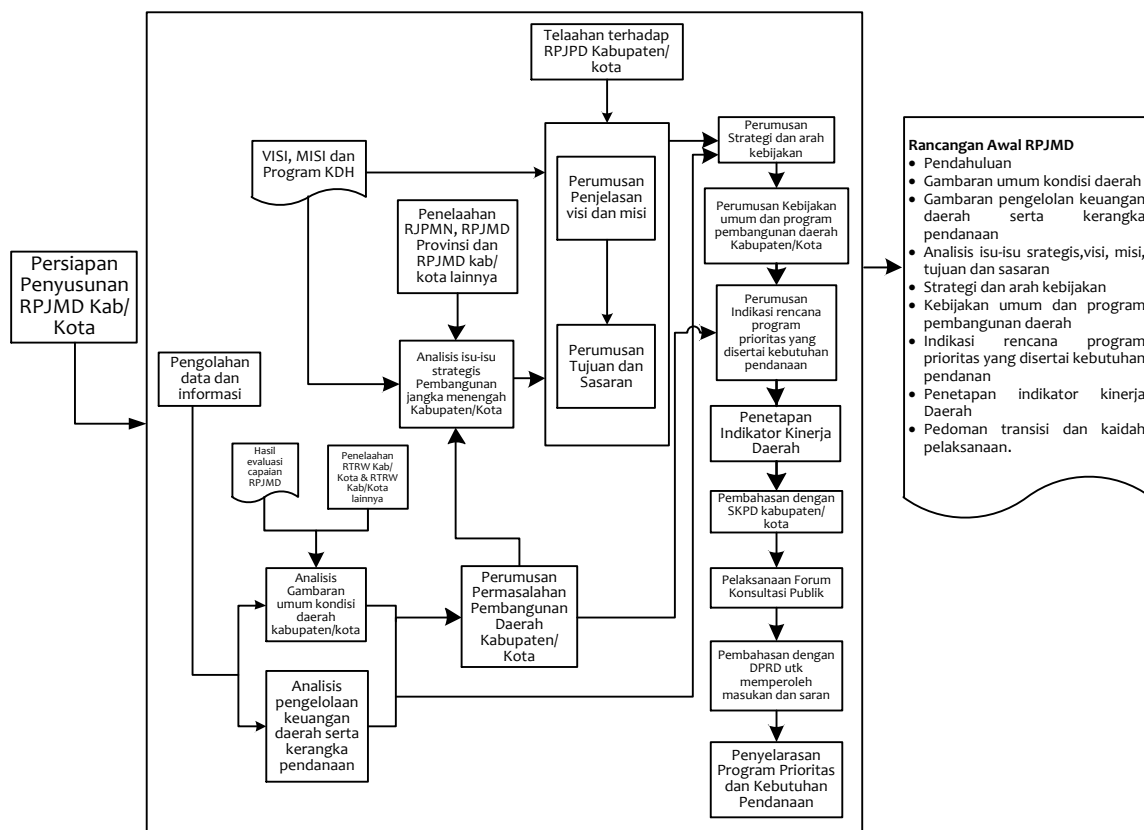 Persiapan
Penyusunan
RPJMD Kab/
Kota
Telaahan terhadap
RPJPD Kabupaten/
kota
VISI, MISI dan
Program KDH
Penelaahan
RJPMN, RPJMD
Provinsi dan
RPJMD kab/
kota lainnya
Perumusan
Penjelasan
visi dan misi
Perumusan
Tujuan dan
Sasaran
Pengolahan
data dan
informasi
Analisis isu-isu
strategis
Pembangunan
jangka menengah
Kabupaten/Kota
Hasil
evaluasi
capaian
RPJMD
Penelaahan
RTRW Kab/
Kota & RTRW
Kab/Kota
lainnya
Analisis
Gambaran
umum kondisi
daerah
kabupaten/kota
Analisis
pengelolaan
keuangan
daerah serta
kerangka
pendanaan
Perumusan
Permasalahan
Pembangunan
Daerah
Kabupaten/
Kota
Perumusan
Strategi dan arah
kebijakan
Perumusan Kebijakan
umum dan program
pembangunan daerah
Kabupaten/Kota
Perumusan
Indikasi rencana
program
prioritas yang
disertai kebutuhan
pendanaan
Penetapan
Indikator Kinerja
Daerah
Pembahasan dengan
SKPD kabupaten/
kota
Pelaksanaan Forum
Konsultasi Publik
Pembahasan dengan
DPRD utk
memperoleh
masukan dan saran
Penyelarasan
Program Prioritas
dan Kebutuhan
Pendanaan
Rancangan Awal RPJMD
• Pendahuluan
• Gambaran umum kondisi daerah
• Gambaran pengelolan keuangan
daerah serta kerangka
pendanaan
• Analisis isu-isu srategis,visi, misi,
tujuan dan sasaran
• Strategi dan arah kebijakan
• Kebijakan umum dan program
pembangunan daerah
• Indikasi rencana program
prioritas yang disertai kebutuhan
pendanan
• Penetapan indikator kinerja
Daerah
• Pedoman transisi dan kaidah
pelaksanaan.